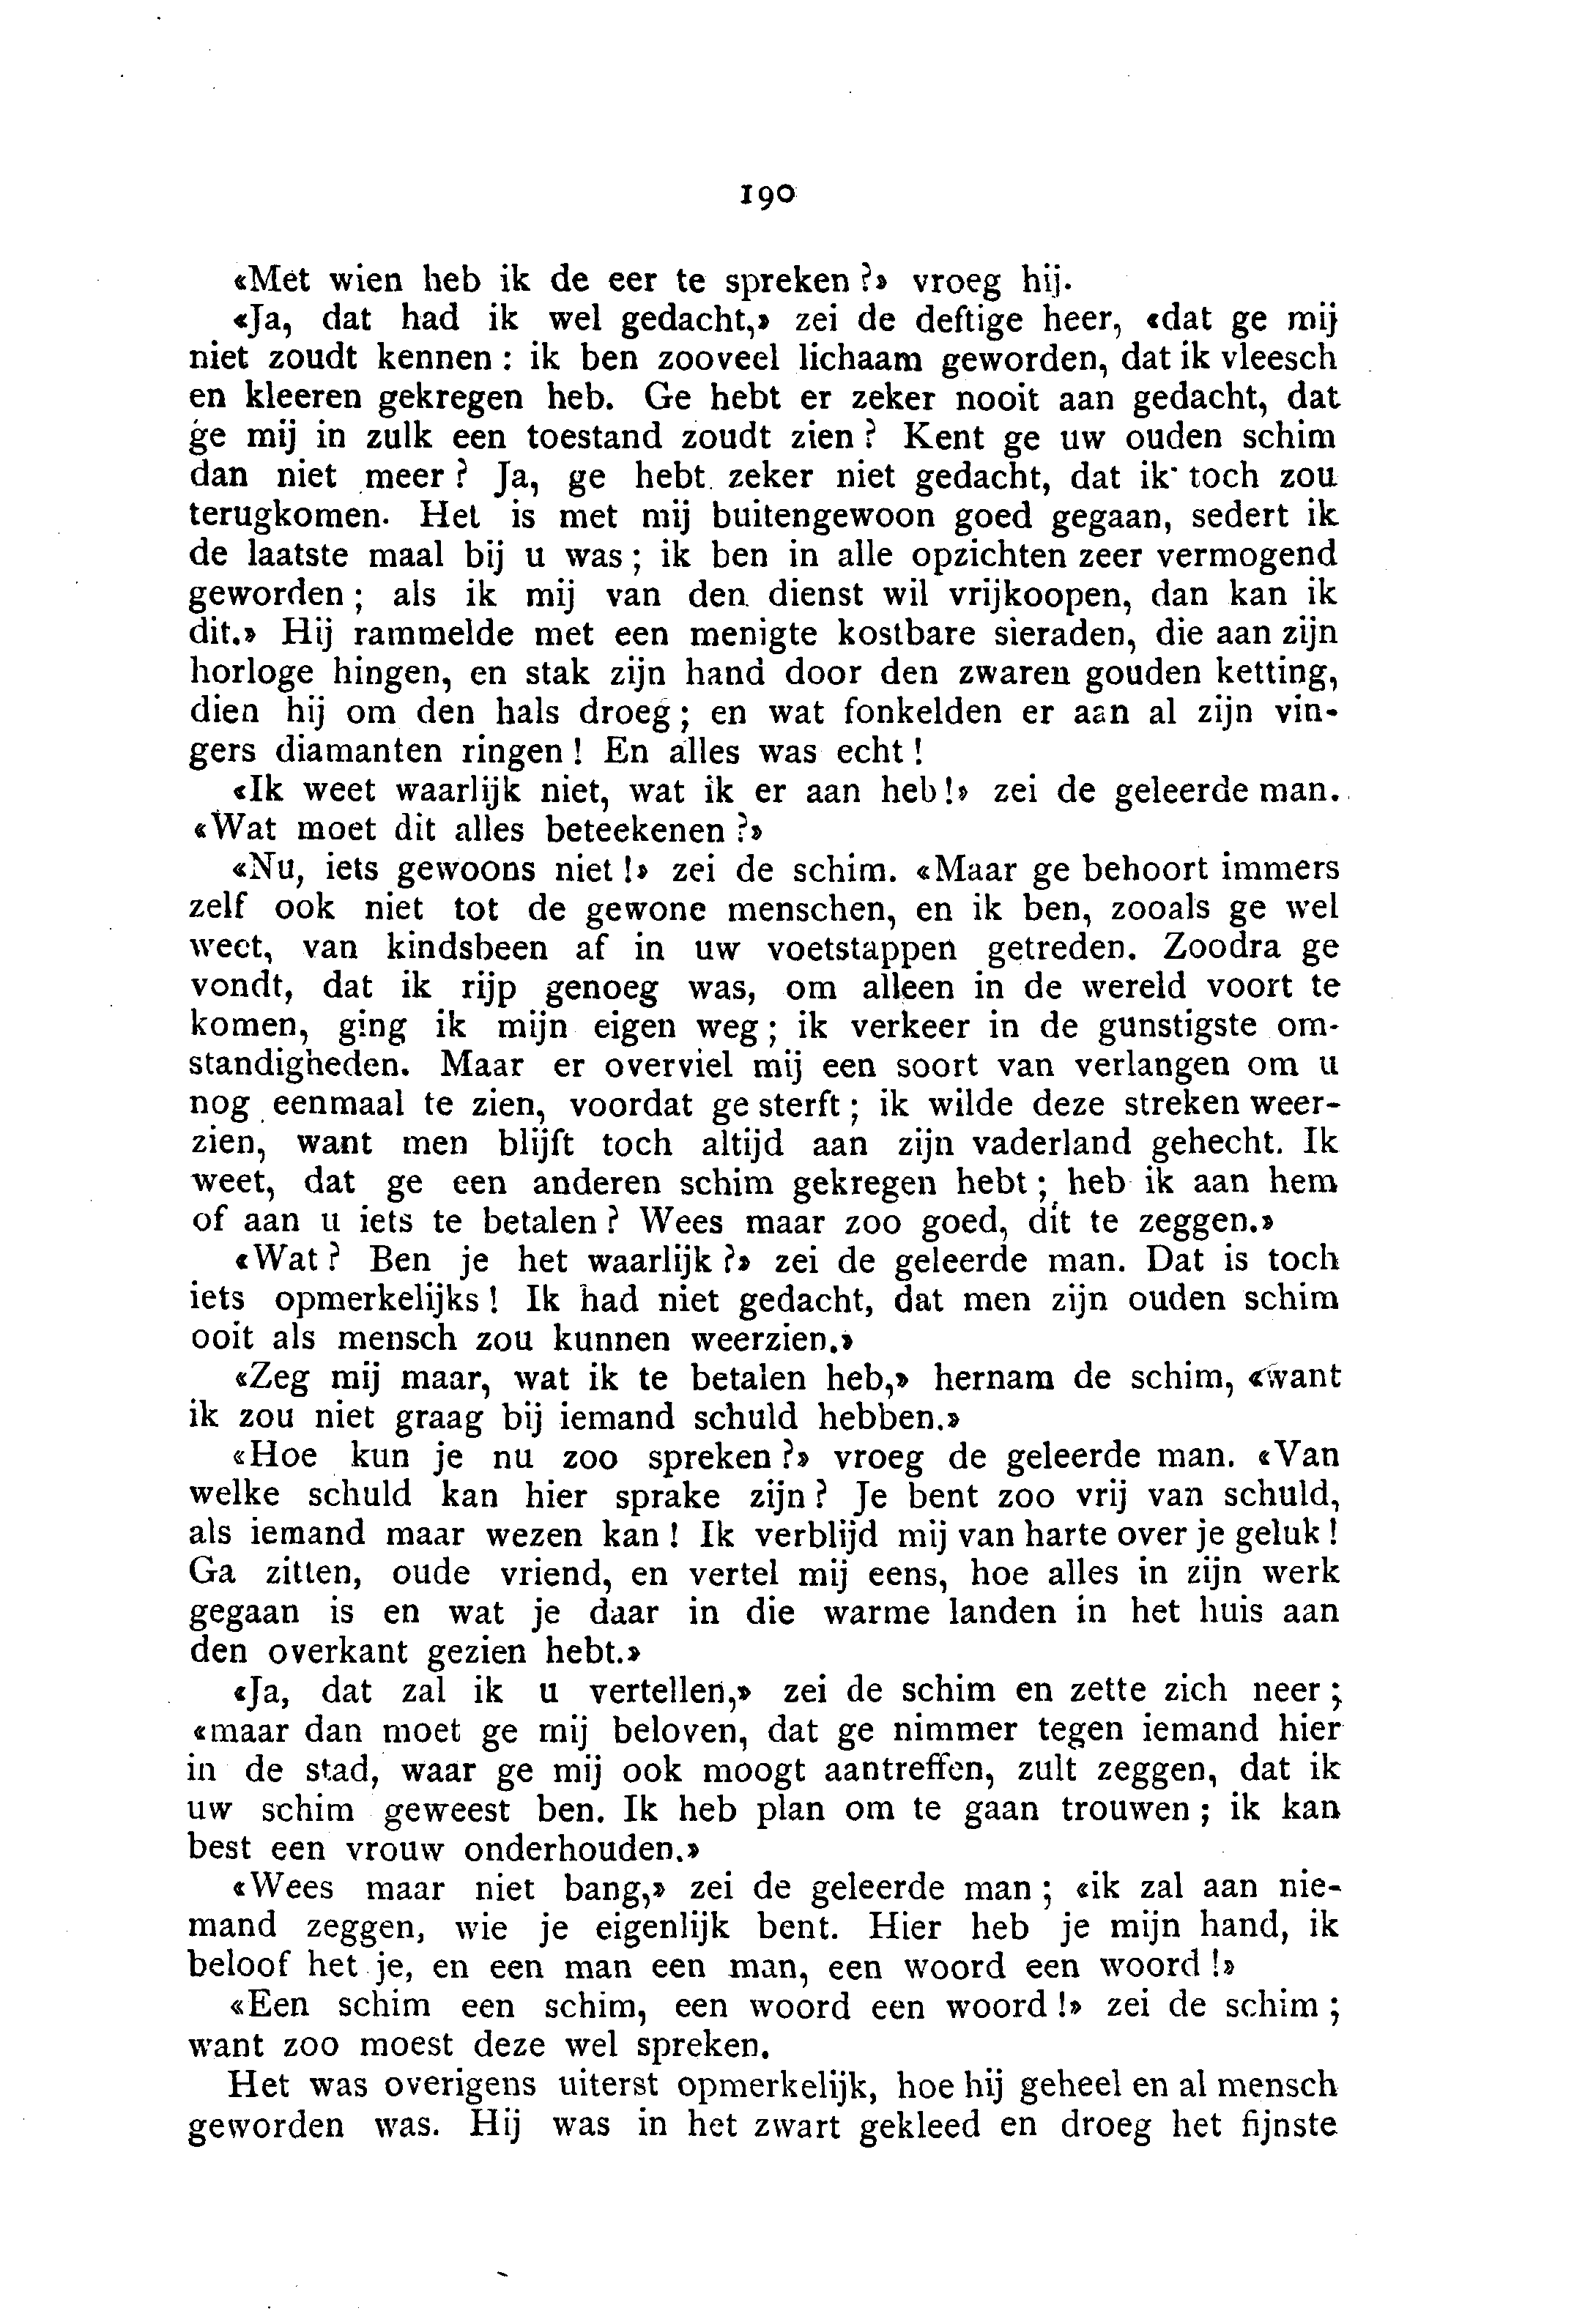 190
«Met wien heb ik de eer te spreken?» vroeg hij.
«Ja, dat had ik wel gedacht,» zei de deftige heer, «dat ge mij
niet zoudt kennen: ik ben zooveel lichaam geworden, dat ik vleesch
en kleeren gekregen heb. Ge hebt er zeker nooit aan gedacht, dat
ge mij in zulk een toestand zoudt zien? Kent ge uw ouden schim
dan niet meer? Ja, ge hebt zeker niet gedacht, dat ik toch zou
terugkomen. Het is met mij buitengewoon goed gegaan, sedert ik
de laatste maal bij u was; ik ben in alle opzichten zeer vermogend
geworden; als ik mij van den dienst wil vrijkoopen, dan kan ik
dit.» Hij rammelde met een menigte kostbare sieraden, die aan zijn
horloge hingen, en stak zijn hand door den zwaren gouden ketting,
dien hij om den hals droeg; en wat fonkelden er aan al zijn vin-
gers diamanten ringen! En alles was echt!
«Ik weet waarlijk niet, wat ik er aan heb!» zei de geleerde man.
«Wat moet dit alles beteekenen?»
«Nu, iets gewoons niet!» zei de schim. «Maar ge behoort immers
zelf ook niet tot de gewone menschen, en ik ben, zooals ge wel
weet, van kindsbeen af in uw voetstappen getreden. Zoodra ge
vondt, dat ik rijp genoeg was, om alleen in de wereld voort te
komen, ging ik mijn eigen weg; ik verkeer in de gunstigste om-
standigheden. Maar er overviel mij een soort van verlangen om u
nog eenmaal te zien, voordat ge sterft; ik wilde deze streken weer-
zien, want men blijft toch altijd aan zijn vaderland gehecht. Ik
weet, dat ge een anderen schim gekregen hebt; heb ik aan hem
of aan u iets te betalen? Wees maar zoo goed, dit te zeggen.»
«Wat? Ben je het waarlijk?» zei de geleerde man. Dat is toch
iets opmerkelijks! Ik had niet gedacht, dat men zijn ouden schim
ooit als mensch zou kunnen weerzien.»
«Zeg mij maar, wat ik te betalen heb,» hernam de schim, «want
ik zou niet graag bij iemand schuld hebben.»
«Hoe kun je nu zoo spreken?» vroeg de geleerde man. «Van
welke schuld kan hier sprake zijn? Je bent zoo vrij van schuld,
als iemand maar wezen kan! Ik verblijd mij van harte over je geluk!
Ga zitten, oude vriend, en vertel mij eens, hoe alles in zijn werk
gegaan is en wat je daar in die warme landen in het huis aan
den overkant gezien hebt.»
«Ja, dat zal ik u vertellen,» zei de schim en zette zich neer;
«maar dan moet ge mij beloven, dat ge nimmer tegen iemand hier
in de stad, waar ge mij ook moogt aantreffen, zult zeggen, dat ik
uw schim geweest ben. Ik heb plan om te gaan trouwen; ik kan
best een vrouw onderhouden.»
«Wees maar niet bang,» zei de geleerde man; «ik zal aan nie-
mand zeggen, wie je eigenlijk bent. Hier heb je mijn hand, ik
beloof het je, en een man een man, een woord een woord!»
«Een schim een schim, een woord een woord!» zei de schim;
want zoo moest deze wel spreken.
Het was overigens uiterst opmerkelijk, hoe hij geheel en al mensch
geworden was. Hij was in het zwart gekleed en droeg het fijnste